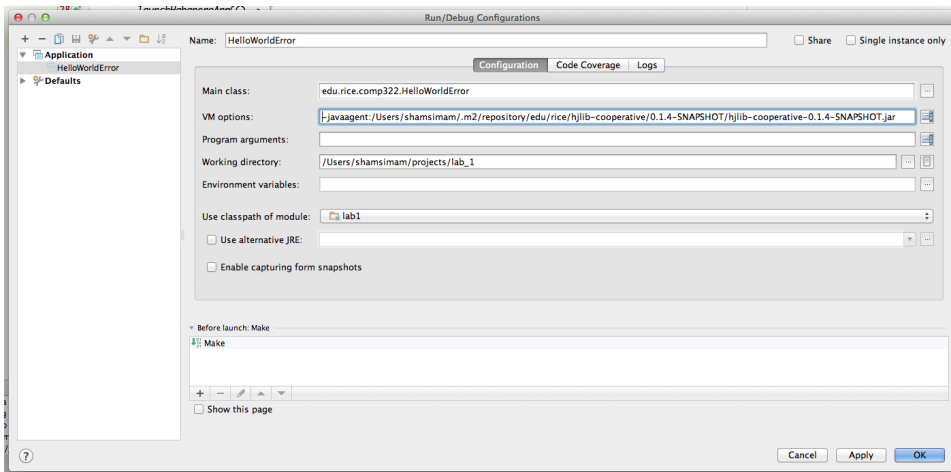 Run/Debug Configurations
Name: HelloWorldError
Share
Single instance only
Application
HelloWorldError
Defaults
Configuration
Code Coverage
Logs
Main class: edu.rice.comp322.HelloWorldError
VM options: -javaagent:/Users/shamsimam/.m2/repository/edu/rice/hjlib-cooperative/0.1.4-SNAPSHOT/hjlib-cooperative-0.1.4-SNAPSHOT.jar
Program arguments:
Working directory: /Users/shamsimam/projects/lab_1
Environment variables:
Use classpath of module: lab1
Use alternative JRE:
Enable capturing form snapshots
Before launch: Make
Make
Show this page
?
Cancel
Apply
OK